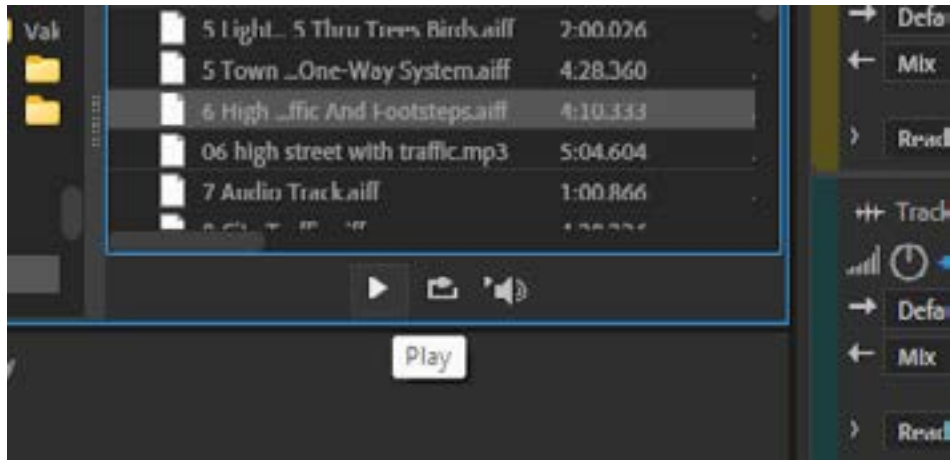 Vak
5 Light... 5 Thru Trees Birds.aiff 2:00.026
5 Town ...One-Way System.aiff 4:28.360
6 High ...ffic And Footsteps.aiff 4:10.333
06 high street with traffic.mp3 5:04.604
7 Audio Track.aiff 1:00.866
Play
Defa
Mix
Read
Track
Defa
Mix
Read